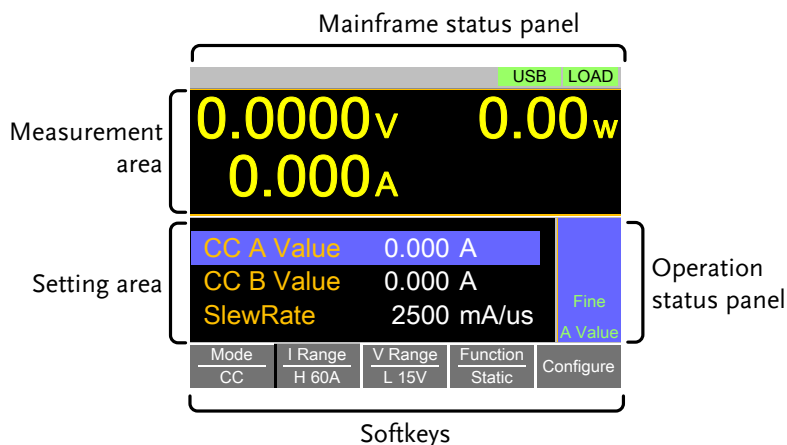 Mainframe status panel
USB LOAD
Measurement area
0.0000V 0.00W
0.000A
Setting area
CC A Value 0.000 A
CC B Value 0.000 A
SlewRate 2500 mA/us
Fine
A Value
Operation status panel
Mode I Range V Range Function Configure
CC H 60A L 15V Static
Softkeys